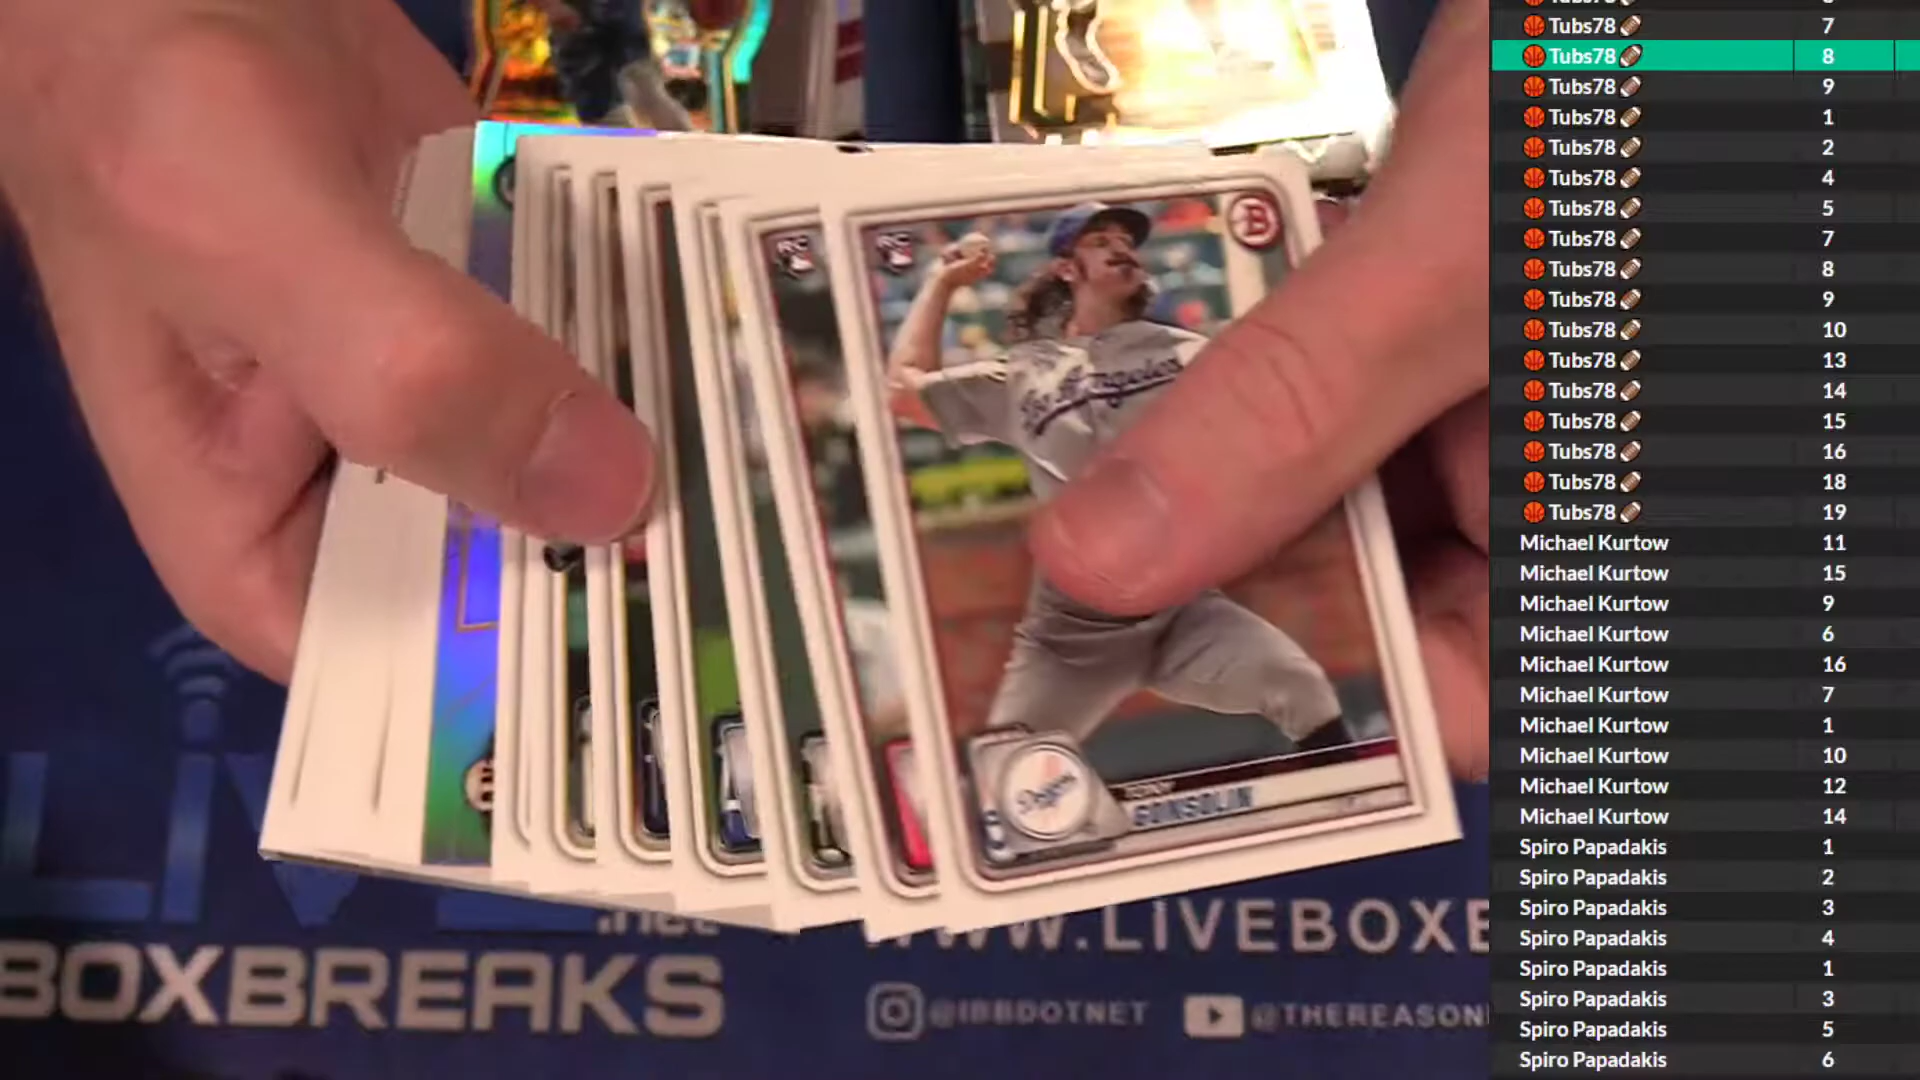 RC
RC
B
Los Angeles
Dodgers
TONY
GONSOLIN
LiVE
.net
BOXBREAKS
WWW.LiVEBOXB
@IBBDOTNET
@THEREASON
Tubs78 7
Tubs78 8
Tubs78 9
Tubs78 1
Tubs78 2
Tubs78 4
Tubs78 5
Tubs78 7
Tubs78 8
Tubs78 9
Tubs78 10
Tubs78 13
Tubs78 14
Tubs78 15
Tubs78 16
Tubs78 18
Tubs78 19
Michael Kurtow 11
Michael Kurtow 15
Michael Kurtow 9
Michael Kurtow 6
Michael Kurtow 16
Michael Kurtow 7
Michael Kurtow 1
Michael Kurtow 10
Michael Kurtow 12
Michael Kurtow 14
Spiro Papadakis 1
Spiro Papadakis 2
Spiro Papadakis 3
Spiro Papadakis 4
Spiro Papadakis 1
Spiro Papadakis 3
Spiro Papadakis 5
Spiro Papadakis 6